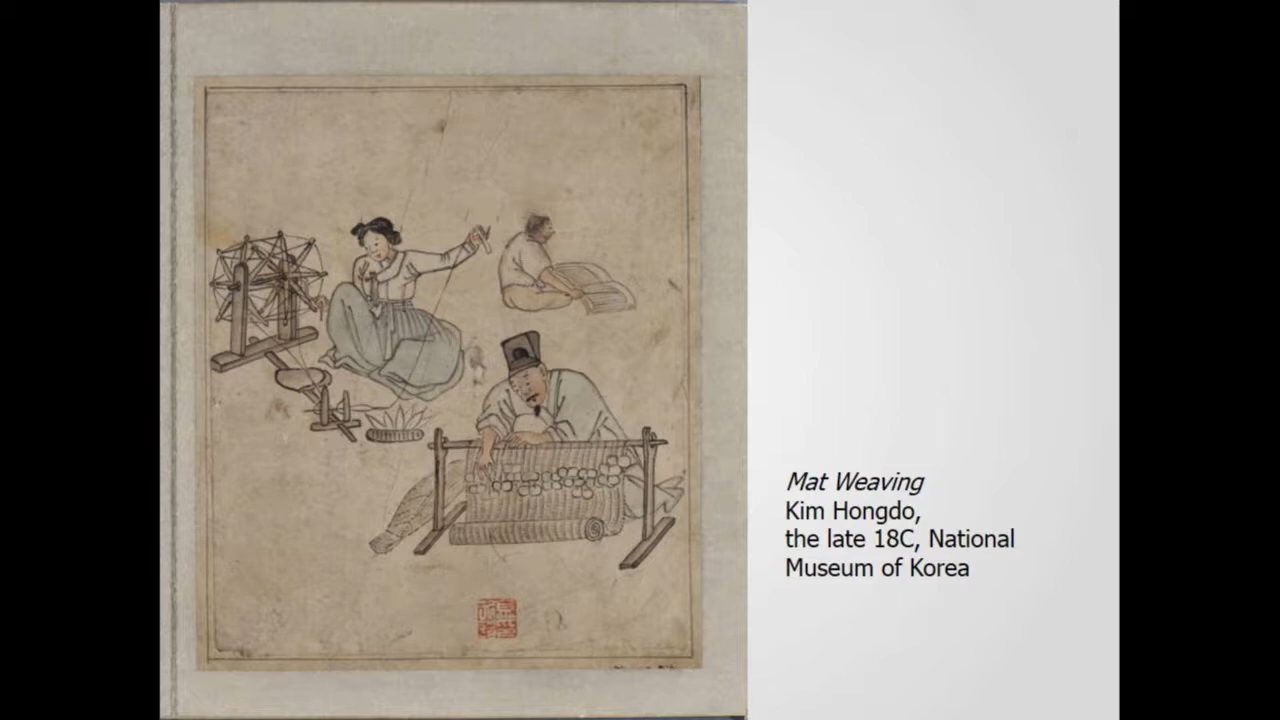 Mat Weaving
Kim Hongdo,
the late 18C, National
Museum of Korea